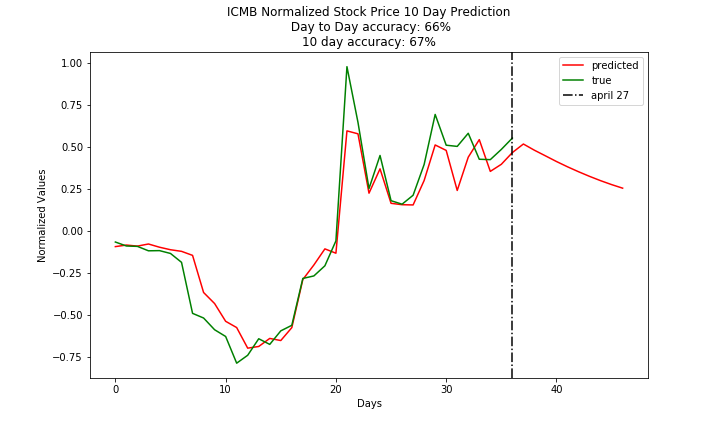 ICMB Normalized Stock Price 10 Day Prediction
Day to Day accuracy: 66%
10 day accuracy: 67%
1.00
0.75
0.50
0.25
0.00
−0.25
−0.50
−0.75
Normalized Values
0
10
20
30
40
Days
predicted
true
april 27